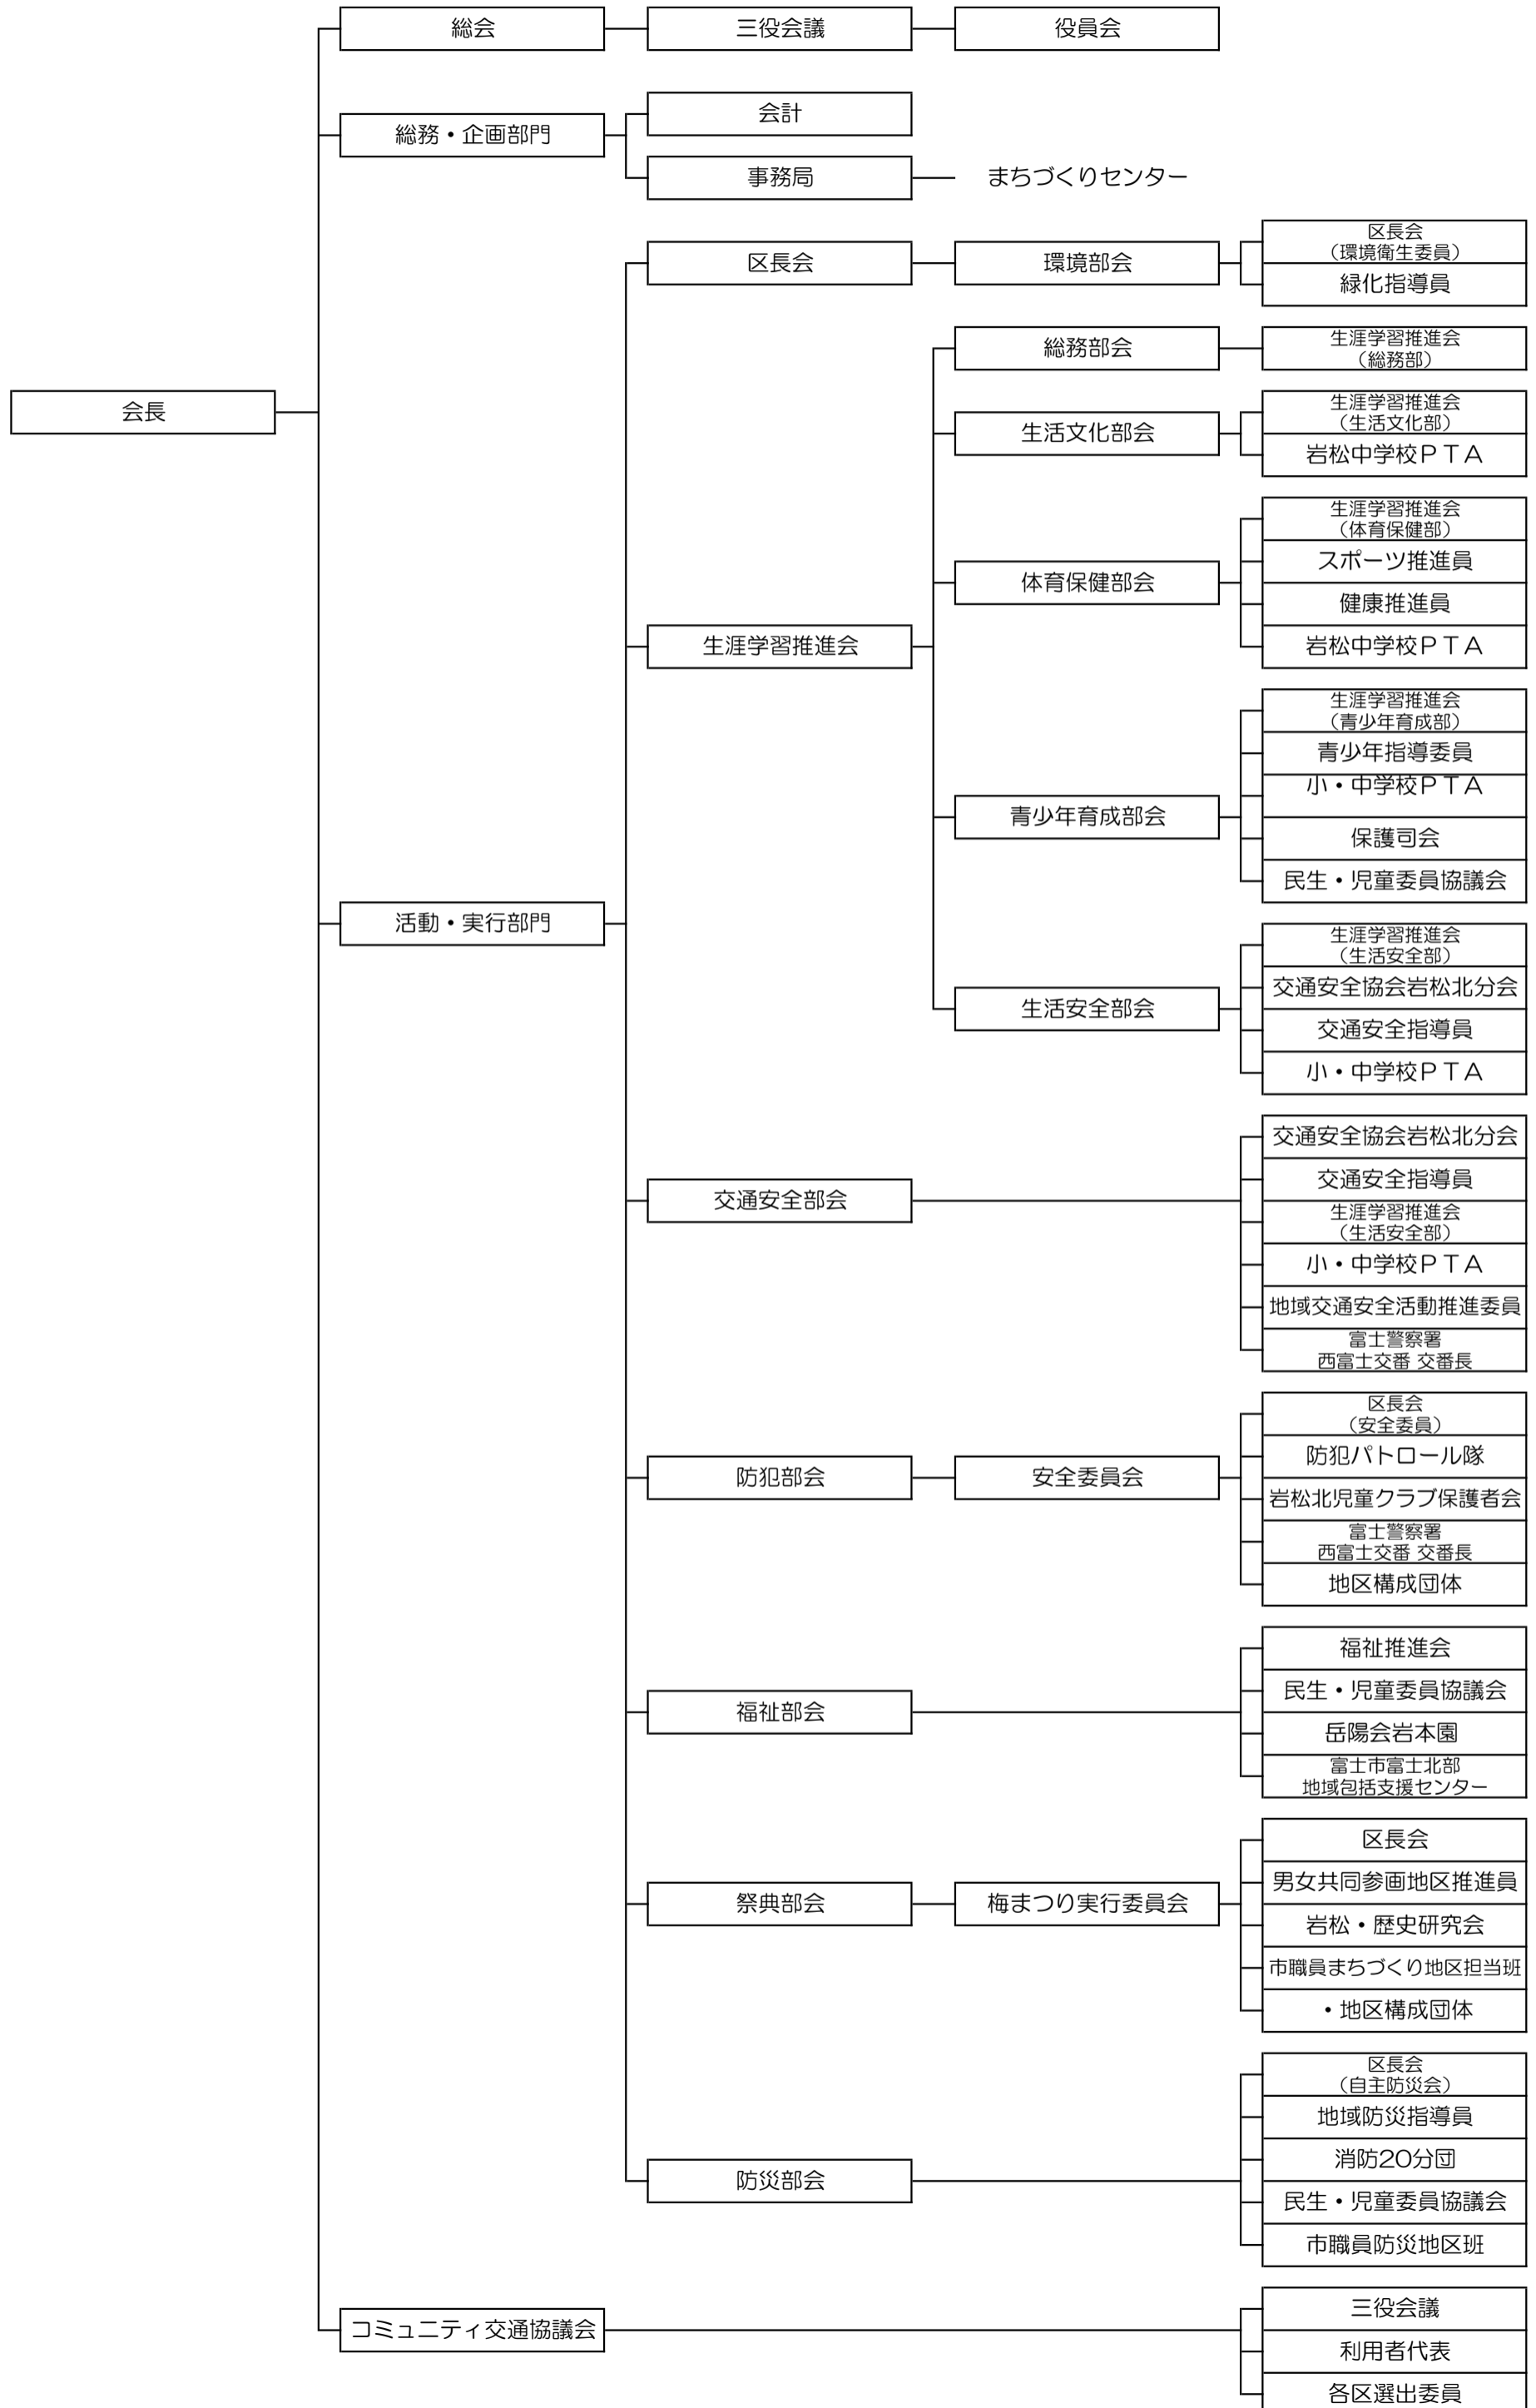 総会
三役会議
役員会
会計
総務・企画部門
事務局
まちづくりセンター
区長会
環境部会
区長会
（環境衛生委員）
緑化指導員
総務部会
生涯学習推進会
（総務部）
会長
生活文化部会
生涯学習推進会
（生活文化部）
岩松中学校ＰＴＡ
体育保健部会
生涯学習推進会
（体育保健部）
スポーツ推進員
健康推進員
岩松中学校ＰＴＡ
生涯学習推進会
青少年育成部会
生涯学習推進会
（青少年育成部）
青少年指導委員
小・中学校ＰＴＡ
保護司会
民生・児童委員協議会
活動・実行部門
生活安全部会
生涯学習推進会
（生活安全部）
交通安全協会岩松北分会
交通安全指導員
小・中学校ＰＴＡ
交通安全部会
交通安全協会岩松北分会
交通安全指導員
生涯学習推進会
（生活安全部）
小・中学校ＰＴＡ
地域交通安全活動推進委員
富士警察署
西富士交番 交番長
防犯部会
安全委員会
区長会
（安全委員）
防犯パトロール隊
岩松北児童クラブ保護者会
富士警察署
西富士交番 交番長
地区構成団体
福祉部会
福祉推進会
民生・児童委員協議会
岳陽会岩本園
富士市富士北部
地域包括支援センター
祭典部会
梅まつり実行委員会
区長会
男女共同参画地区推進員
岩松・歴史研究会
市職員まちづくり地区担当班
・地区構成団体
防災部会
区長会
（自主防災会）
地域防災指導員
消防20分団
民生・児童委員協議会
市職員防災地区班
コミュニティ交通協議会
三役会議
利用者代表
各区選出委員